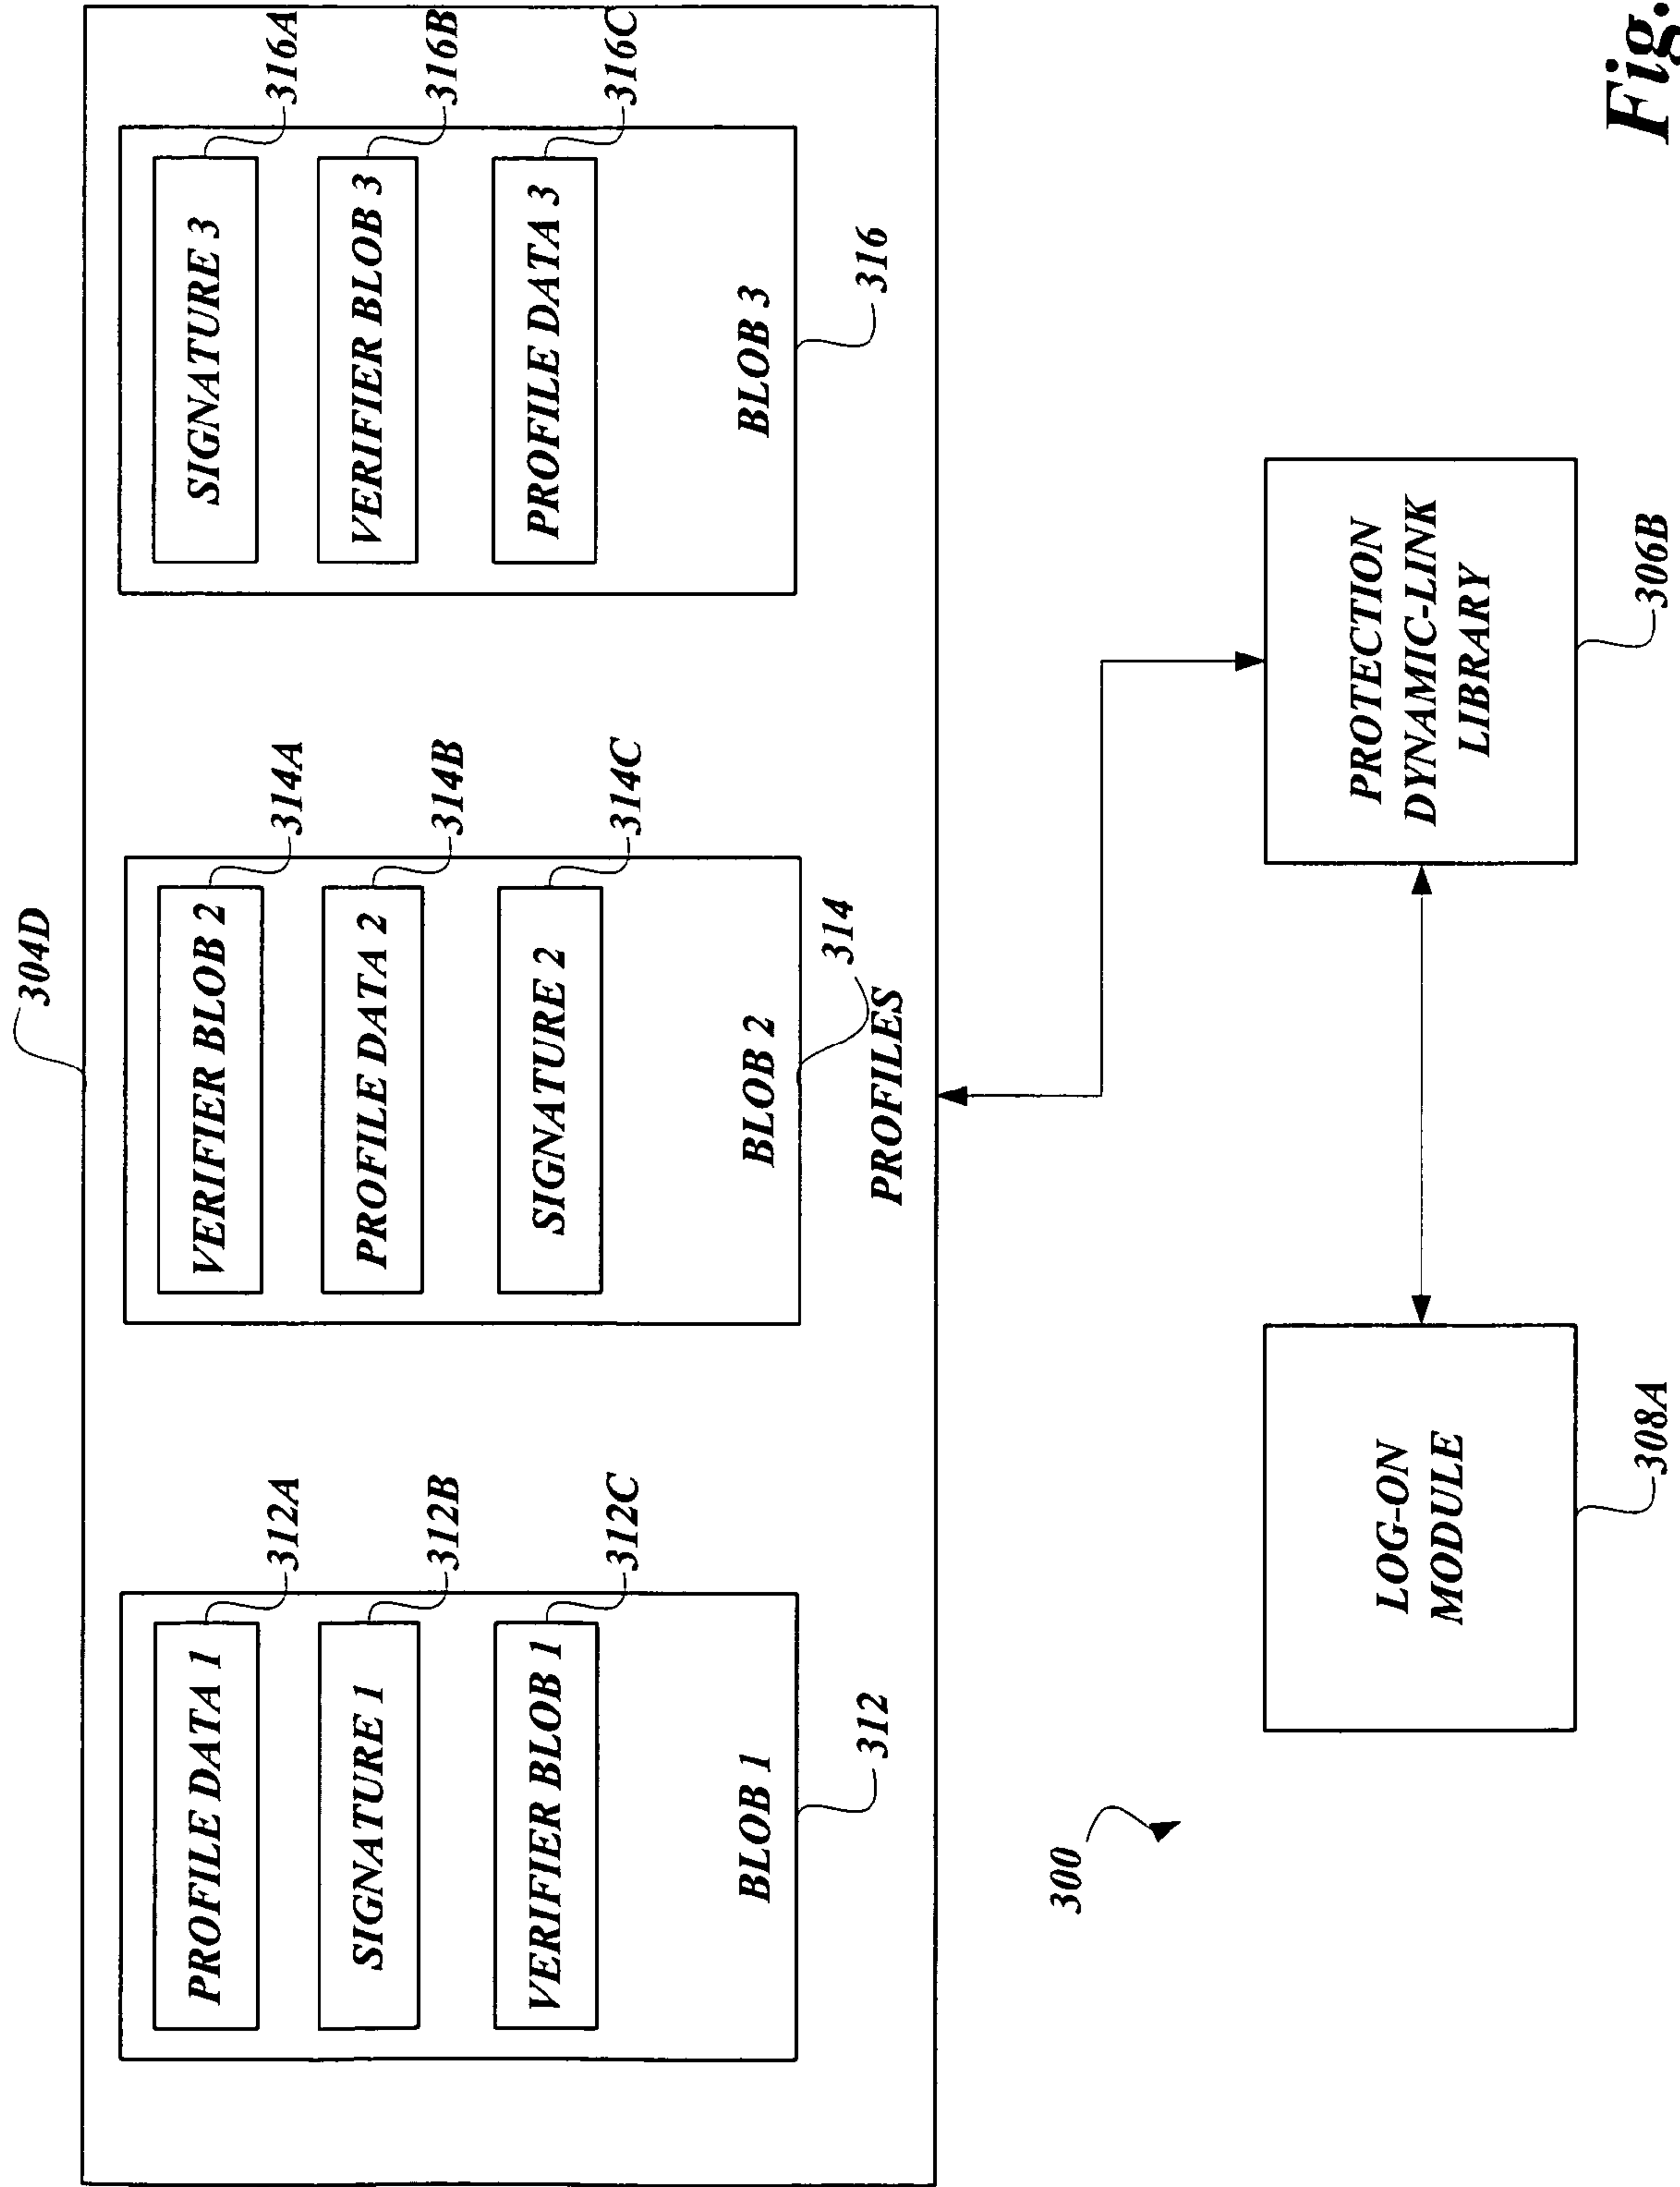 304D
PROFILE DATA 1
312A
SIGNATURE 1
312B
VERIFIER BLOB 1
312C
BLOB 1
312
VERIFIER BLOB 2
314A
PROFILE DATA 2
314B
SIGNATURE 2
314C
BLOB 2
314
SIGNATURE 3
316A
VERIFIER BLOB 3
316B
PROFILE DATA 3
316C
BLOB 3
316
PROFILES
300
LOG-ON
MODULE
308A
PROTECTION
DYNAMIC-LINK
LIBRARY
306B
Fig.